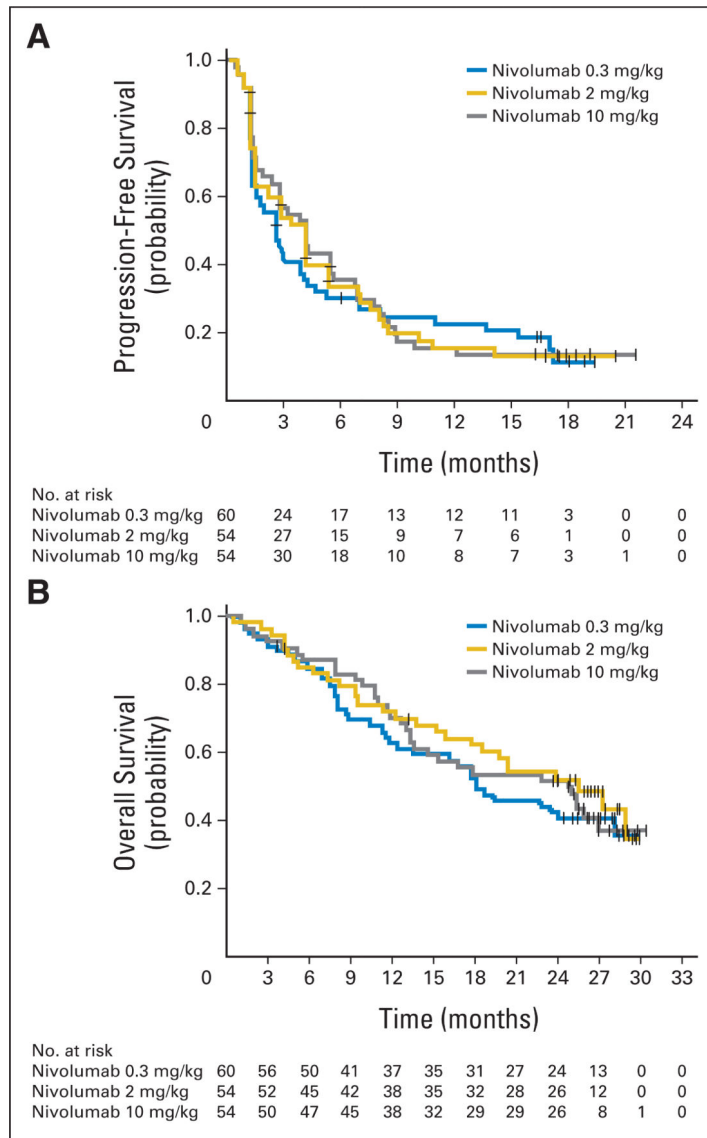 A
1.0
0.8
0.6
0.4
0.2
0
Progression-Free Survival
(probability)
Nivolumab 0.3 mg/kg
Nivolumab 2 mg/kg
Nivolumab 10 mg/kg
3 6 9 12 15 18 21 24
Time (months)
No. at risk
Nivolumab 0.3 mg/kg 60 24 17 13 12 11 3 0 0
Nivolumab 2 mg/kg 54 27 15 9 7 6 1 0 0
Nivolumab 10 mg/kg 54 30 18 10 8 7 3 1 0
B
1.0
0.8
0.6
0.4
0.2
0
Overall Survival
(probability)
Nivolumab 0.3 mg/kg
Nivolumab 2 mg/kg
Nivolumab 10 mg/kg
3 6 9 12 15 18 21 24 27 30 33
Time (months)
No. at risk
Nivolumab 0.3 mg/kg 60 56 50 41 37 35 31 27 24 13 0 0
Nivolumab 2 mg/kg 54 52 45 42 38 35 32 28 26 12 0 0
Nivolumab 10 mg/kg 54 50 47 45 38 32 29 29 26 8 1 0